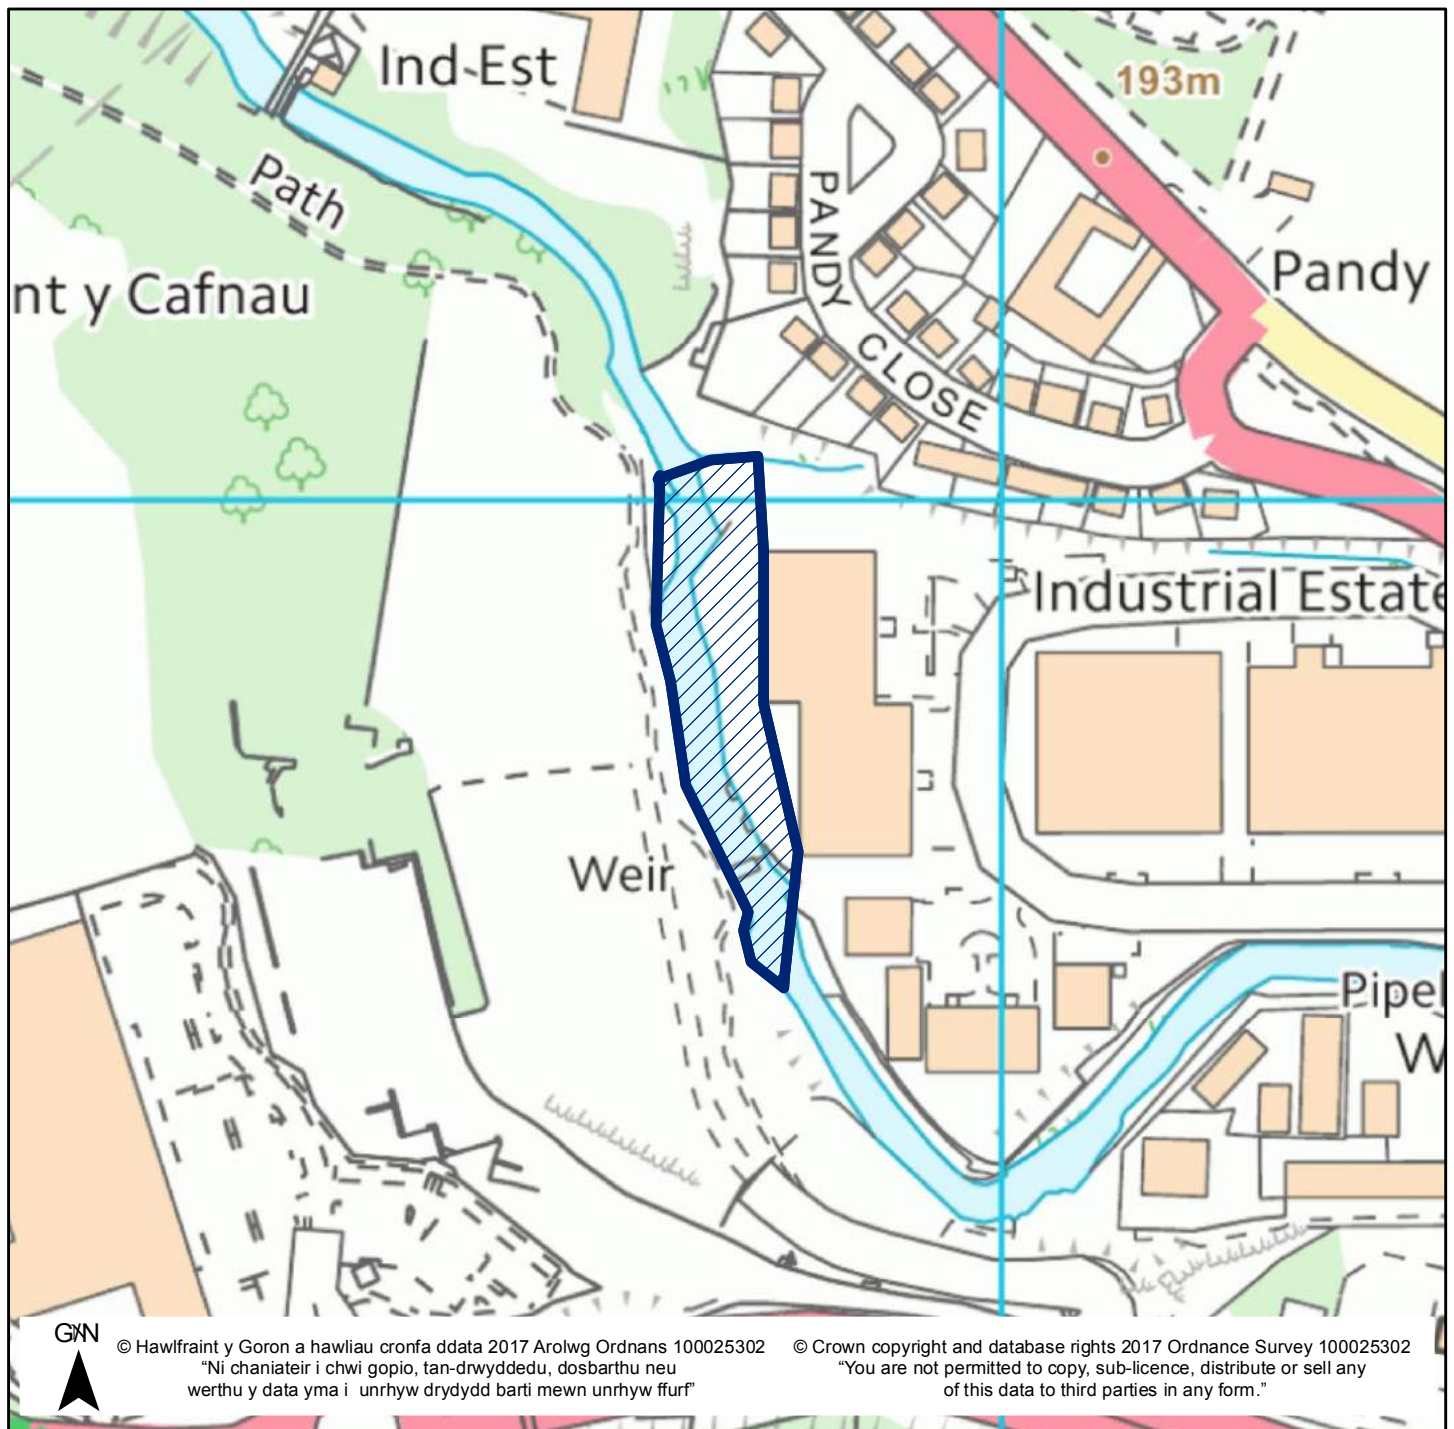 Ind Est
193m
Path
PANDY
Pandy
nt y Cafnau
CLOSE
Industrial Estate
Weir
Pipel
W
© Hawlfraint y Goron a hawliau cronfa ddata 2017 Arolwg Ordnans 100025302
“Ni chaniateir i chwi gopio, tan-drwyddedu, dosbarthu neu
werthu y data yma i unrhyw drydydd barti mewn unrhyw ffurf”
© Crown copyright and database rights 2017 Ordnance Survey 100025302
“You are not permitted to copy, sub-licence, distribute or sell any
of this data to third parties in any form.”